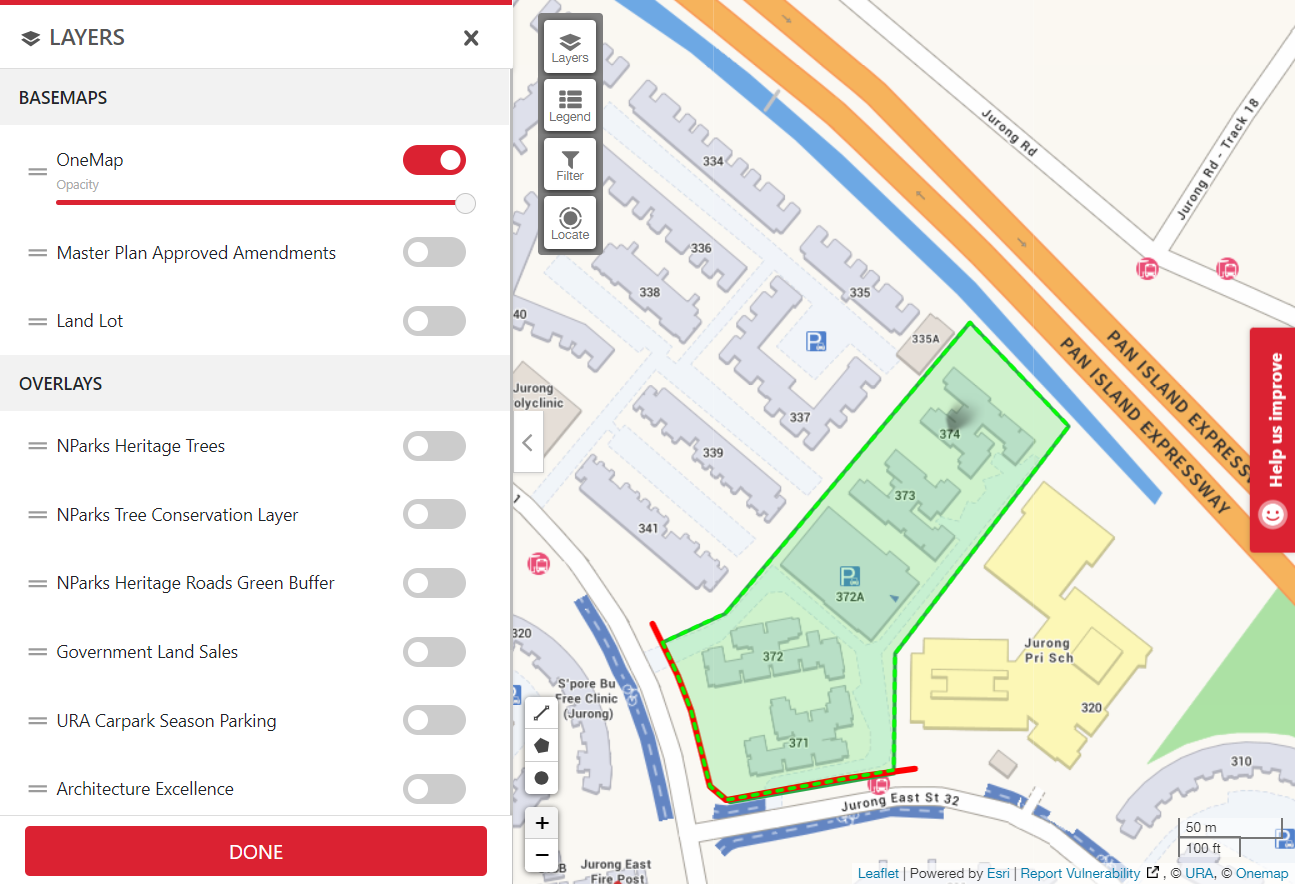 LAYERS
BASEMAPS
OneMap
Opacity
Master Plan Approved Amendments
Land Lot
OVERLAYS
NParks Heritage Trees
NParks Tree Conservation Layer
NParks Heritage Roads Green Buffer
Government Land Sales
URA Carpark Season Parking
Architecture Excellence
DONE
Layers
Legend
Filter
Locate
Jurong Rd
Jurong Rd - Track 18
334
336
338
335
40
335A
P
Jurong
olyclinic
337
374
PAN ISLAND EXPRESSWAY
PAN ISLAND EXPRESSW
Help us improve
339
373
341
P
372A
320
372
Jurong
Pri Sch
S'pore Bu
Free Clinic
(Jurong)
320
371
310
Jurong East St 32
50 m
100 ft
P
+
−
B
Jurong East
Fire Post
Leaflet | Powered by Esri | Report Vulnerability , © URA, © Onemap